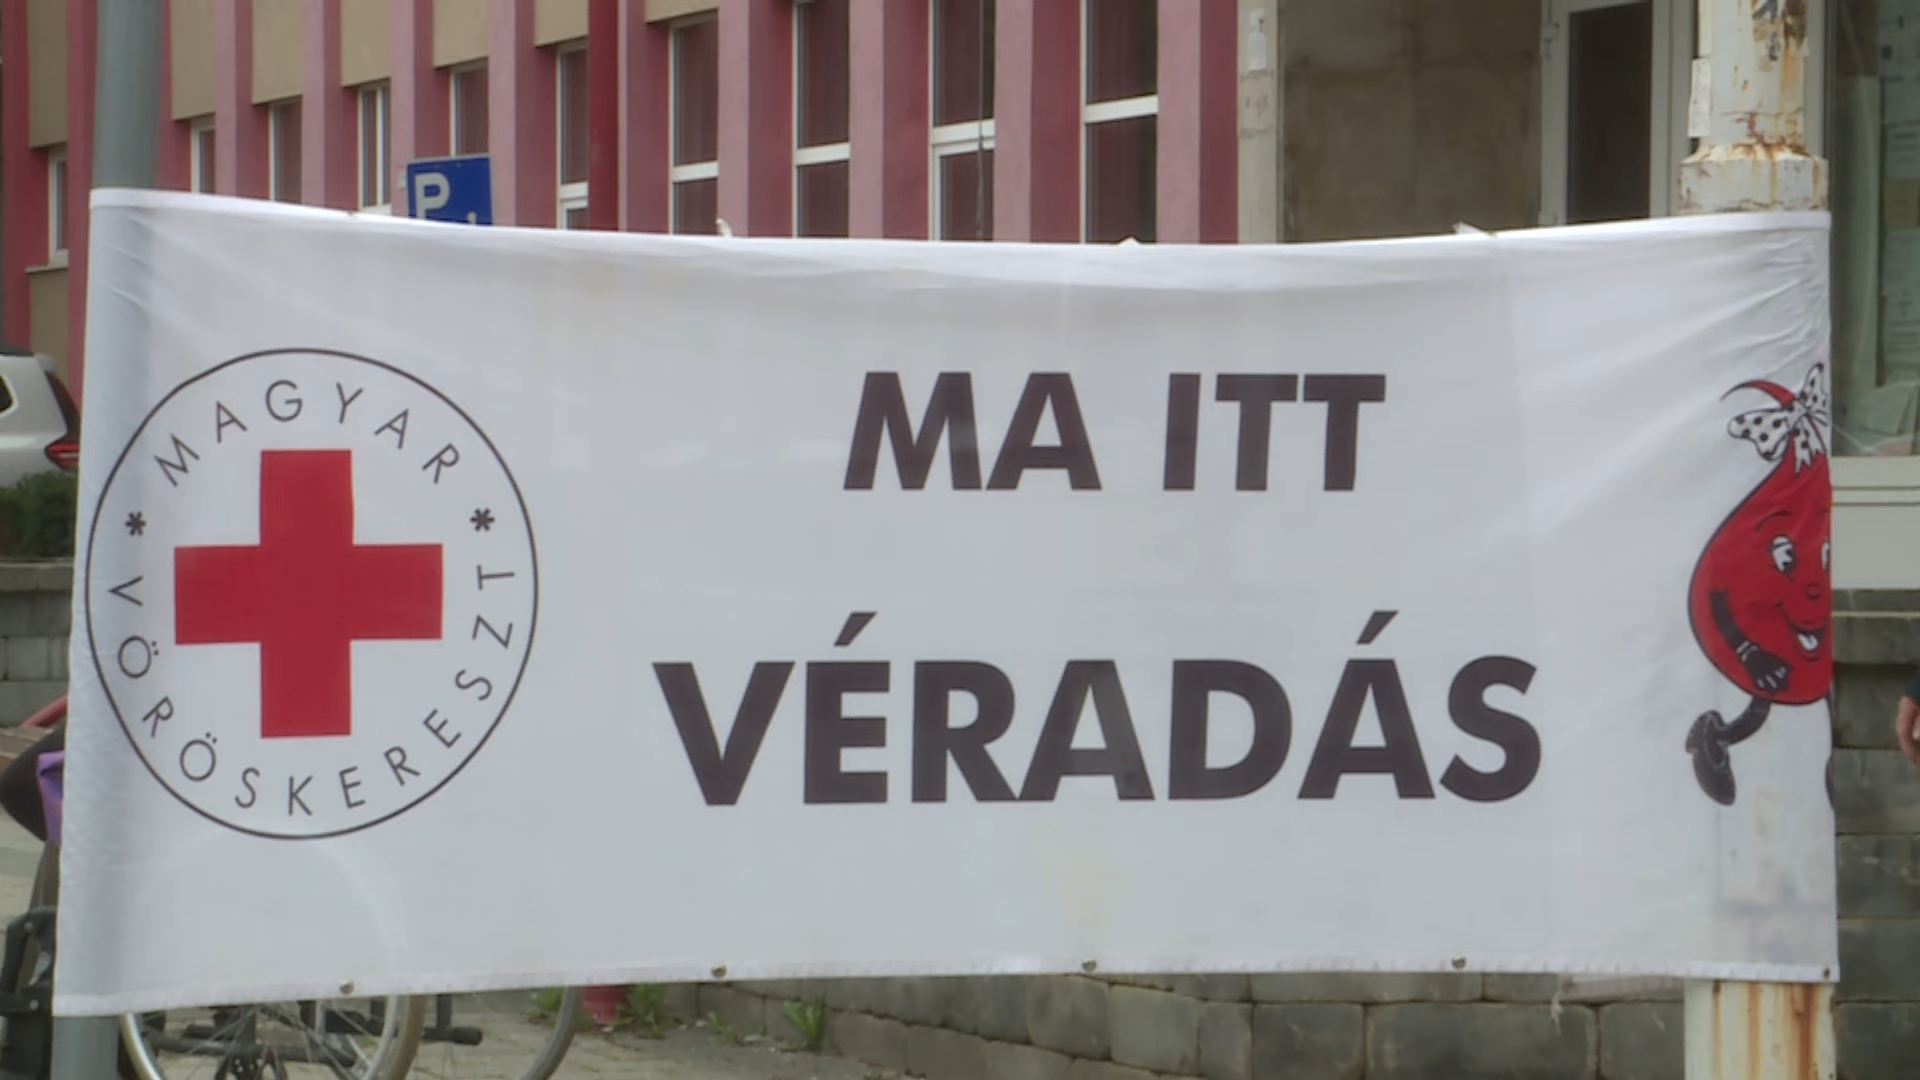 P
MAGYAR
* VÖRÖSKERESZT *
MA ITT
VÉRADÁS